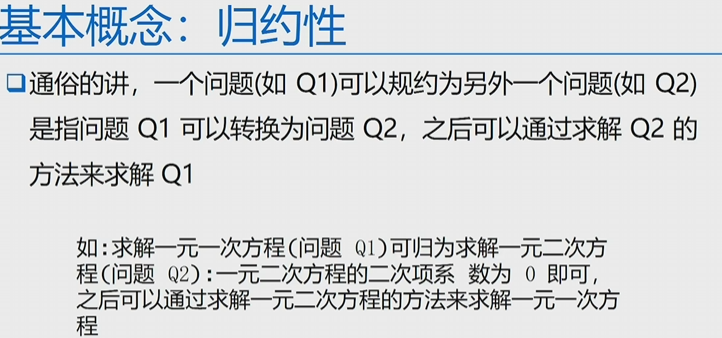 基本概念：归约性
❑通俗的讲，一个问题(如 Q1)可以规约为另外一个问题(如 Q2)
是指问题 Q1 可以转换为问题 Q2，之后可以通过求解 Q2 的
方法来求解 Q1
如:求解一元一次方程(问题 Q1)可归为求解一元二次方
程(问题 Q2):一元二次方程的二次项系 数为 0 即可，
之后可以通过求解一元二次方程的方法来求解一元一次方
程